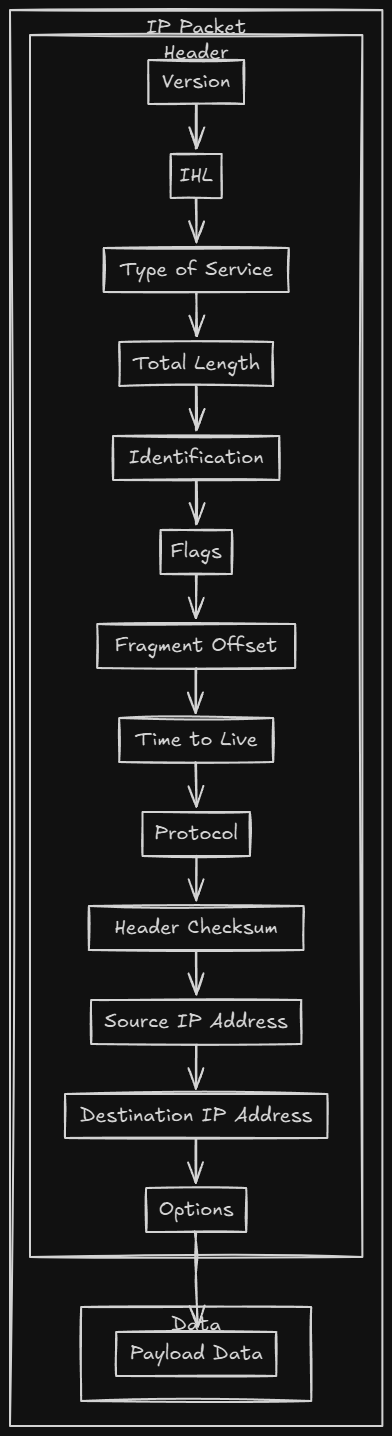 IP Packet
Header
Version
IHL
Type of Service
Total Length
Identification
Flags
Fragment Offset
Time to Live
Protocol
Header Checksum
Source IP Address
Destination IP Address
Options
Data
Payload Data